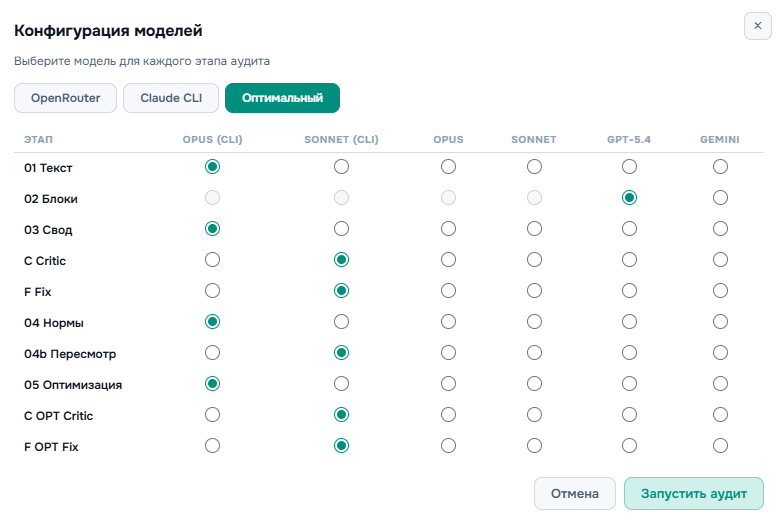 Конфигурация моделей
×
Выберите модель для каждого этапа аудита
OpenRouter Claude CLI Оптимальный
ЭТАП OPUS (CLI) SONNET (CLI) OPUS SONNET GPT-5.4 GEMINI
01 Текст
02 Блоки
03 Свод
C Critic
F Fix
04 Нормы
04b Пересмотр
05 Оптимизация
C OPT Critic
F OPT Fix
Отмена Запустить аудит